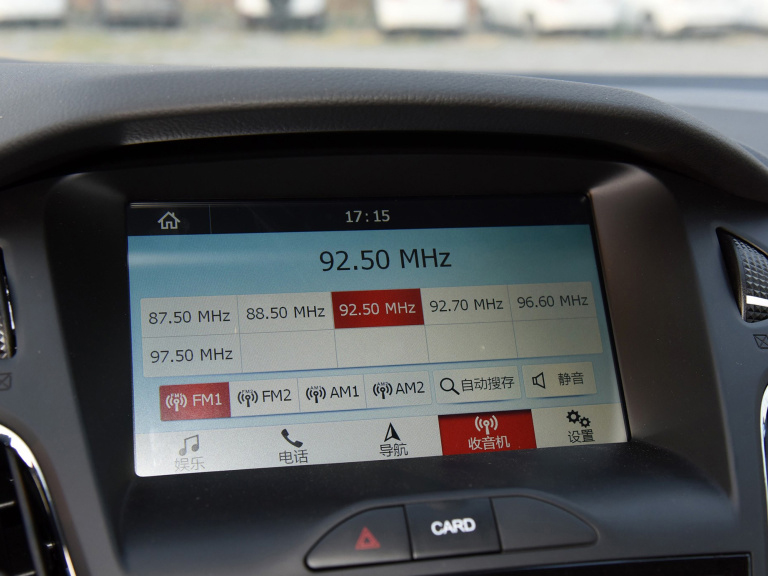 17:15
92.50 MHz
87.50 MHz 88.50 MHz 92.50 MHz 92.70 MHz 96.60 MHz
97.50 MHz
FM1 FM2 AM1 AM2 自动搜存 静音
娱乐 电话 导航 收音机 设置
CARD